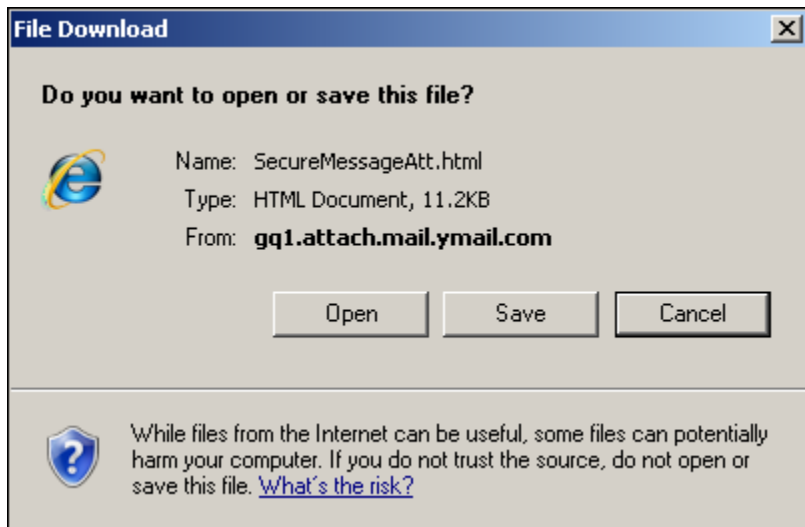 File Download
Do you want to open or save this file?
Name: SecureMessageAtt.html
Type: HTML Document, 11.2KB
From: gq1.attach.mail.ymail.com
Open Save Cancel
While files from the Internet can be useful, some files can potentially
harm your computer. If you do not trust the source, do not open or
save this file. What's the risk?